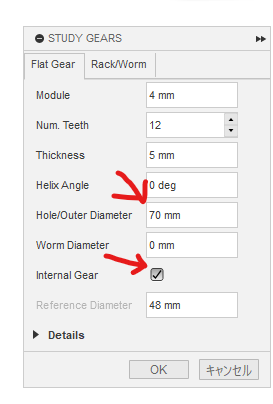 STUDY GEARS
Flat Gear Rack/Worm
Module 4 mm
Num. Teeth 12
Thickness 5 mm
Helix Angle 0 deg
Hole/Outer Diameter 70 mm
Worm Diameter 0 mm
Internal Gear
Reference Diameter 48 mm
Details
OK キャンセル